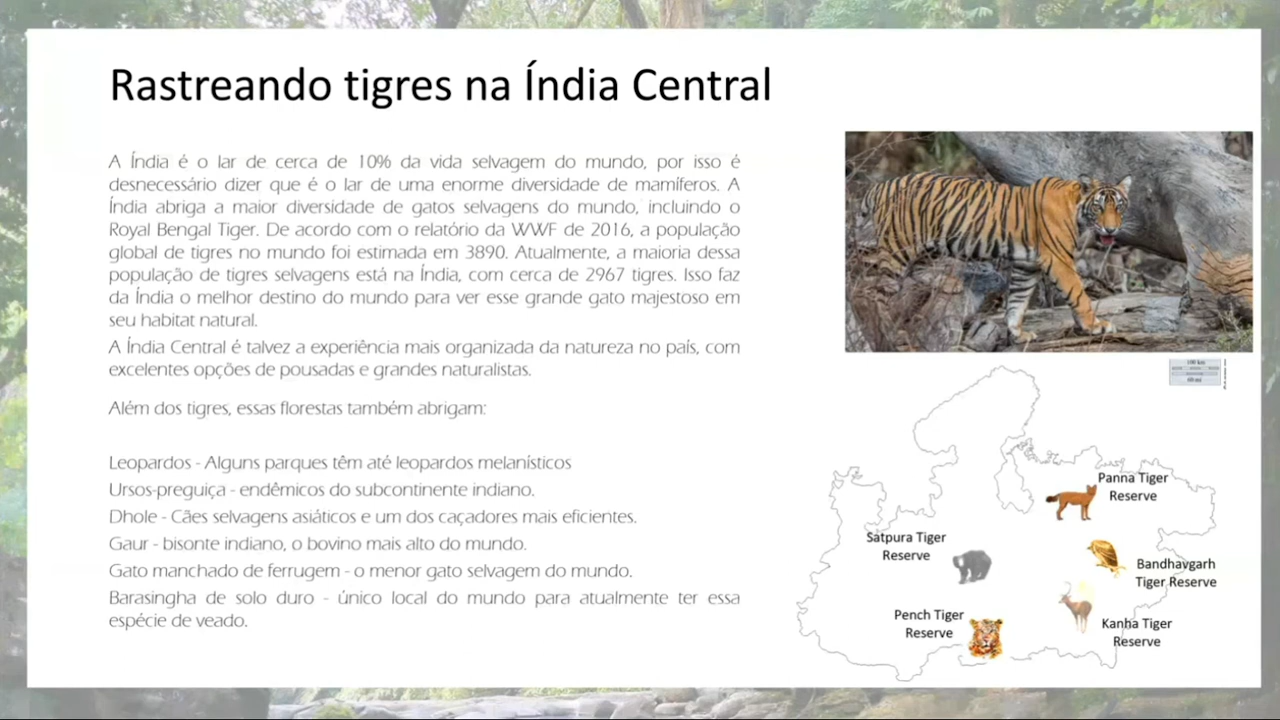 Rastreando tigres na Índia Central
A Índia é o lar de cerca de 10% da vida selvagem do mundo, por isso é
desnecessário dizer que é o lar de uma enorme diversidade de mamíferos. A
Índia abriga a maior diversidade de gatos selvagens do mundo, incluindo o
Royal Bengal Tiger. De acordo com o relatório da WWF de 2016, a população
global de tigres no mundo foi estimada em 3890. Atualmente, a maioria dessa
população de tigres selvagens está na Índia, com cerca de 2967 tigres. Isso faz
da Índia o melhor destino do mundo para ver esse grande gato majestoso em
seu habitat natural.
A Índia Central é talvez a experiência mais organizada da natureza no país, com
excelentes opções de pousadas e grandes naturalistas.
Além dos tigres, essas florestas também abrigam:
Leopardos - Alguns parques têm até leopardos melanísticos
Ursos-preguiça - endêmicos do subcontinente indiano.
Dhole - Cães selvagens asiáticos e um dos caçadores mais eficientes.
Gaur - bisonte indiano, o bovino mais alto do mundo.
Gato manchado de ferrugem - o menor gato selvagem do mundo.
Barasingha de solo duro - único local do mundo para atualmente ter essa
espécie de veado.
100 km
60 mi
Panna Tiger
Reserve
Satpura Tiger
Reserve
Bandhavgarh
Tiger Reserve
Pench Tiger
Reserve
Kanha Tiger
Reserve